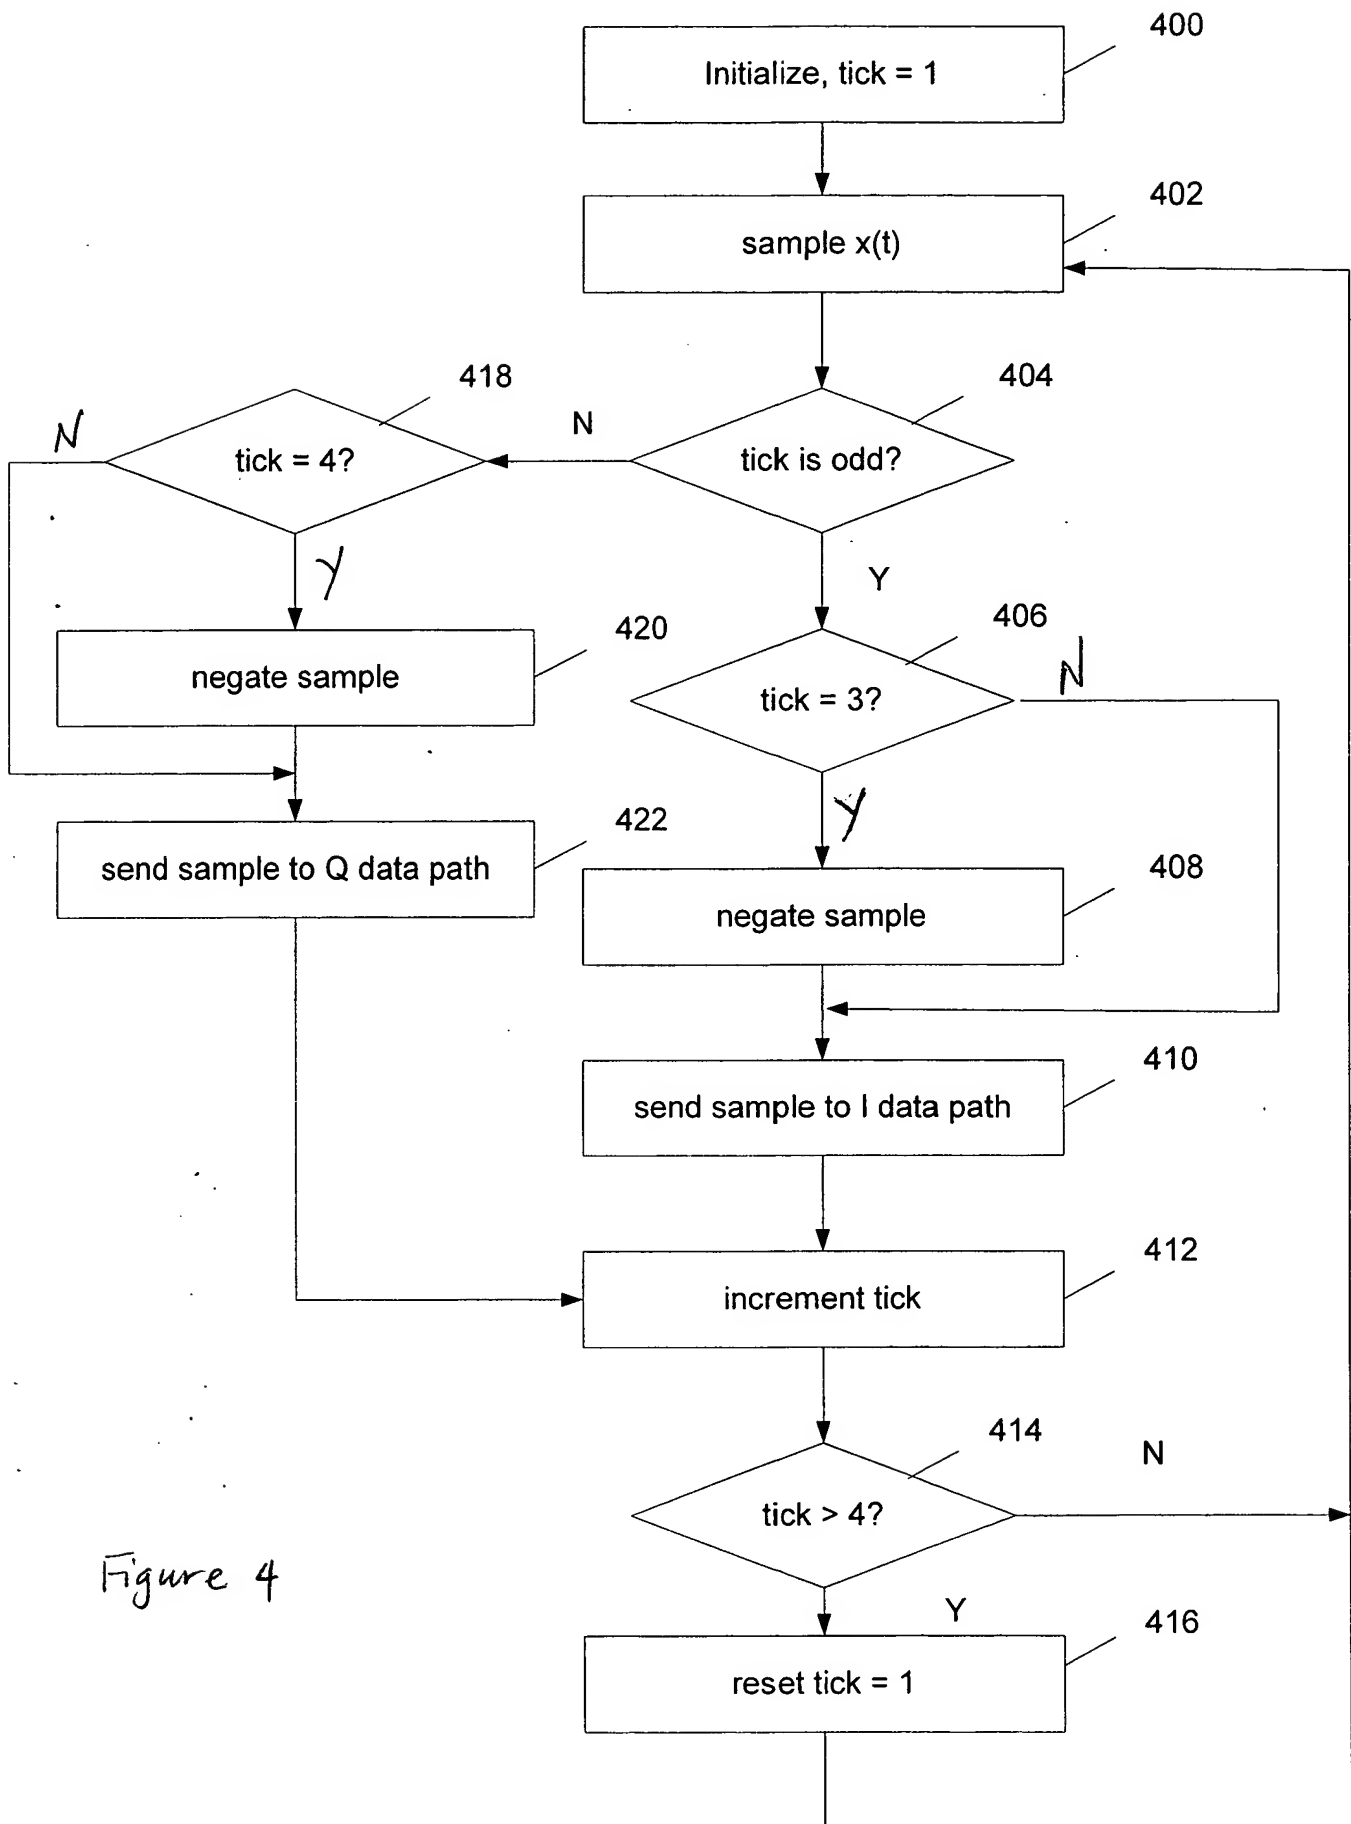 400
Initialize, tick = 1
402
sample x(t)
418
404
N
N
tick = 4?
tick is odd?
Y
Y
406
420
N
negate sample
tick = 3?
Y
422
send sample to Q data path
408
negate sample
410
send sample to I data path
412
increment tick
414
N
tick > 4?
Figure 4
Y
416
reset tick = 1